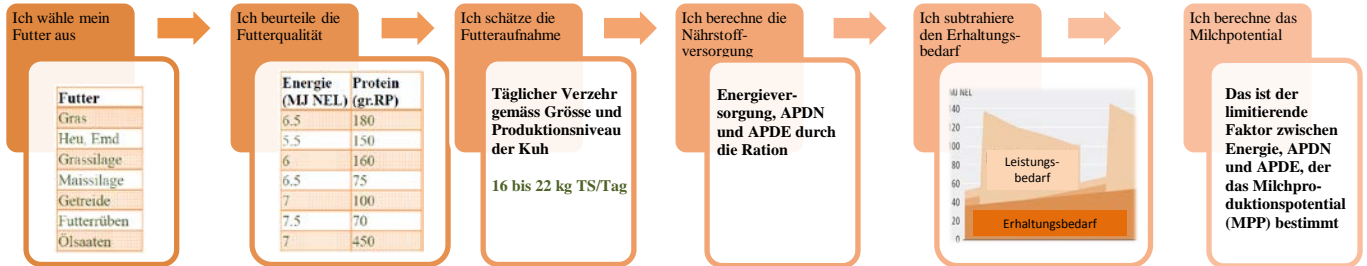 Ich wähle mein
Futter aus
Futter
Gras
Heu, Emd
Grassilage
Maissilage
Getreide
Futterrüben
Ölsaaten
Ich beurteile die
Futterqualität
Energie Protein
(MJ NEL) (gr.RP)
6.5 180
5.5 150
6 160
6.5 75
7 100
7.5 70
7 450
Ich schätze die
Futteraufnahme
Täglicher Verzehr
gemäss Grösse und
Produktionsniveau
der Kuh
16 bis 22 kg TS/Tag
Ich berechne die
Nährstoff-
versorgung
Energiever-
sorgung, APDN
und APDE durch
die Ration
Ich subtrahiere
den Erhaltungs-
bedarf
MJ NEL
140
120
100
80
60
40
20
0
Leistungs-
bedarf
Erhaltungsbedarf
Ich berechne das
Milchpotential
Das ist der
limitierende
Faktor zwischen
Energie, APDN
und APDE, der
das Milchpro-
duktionspotential
(MPP) bestimmt